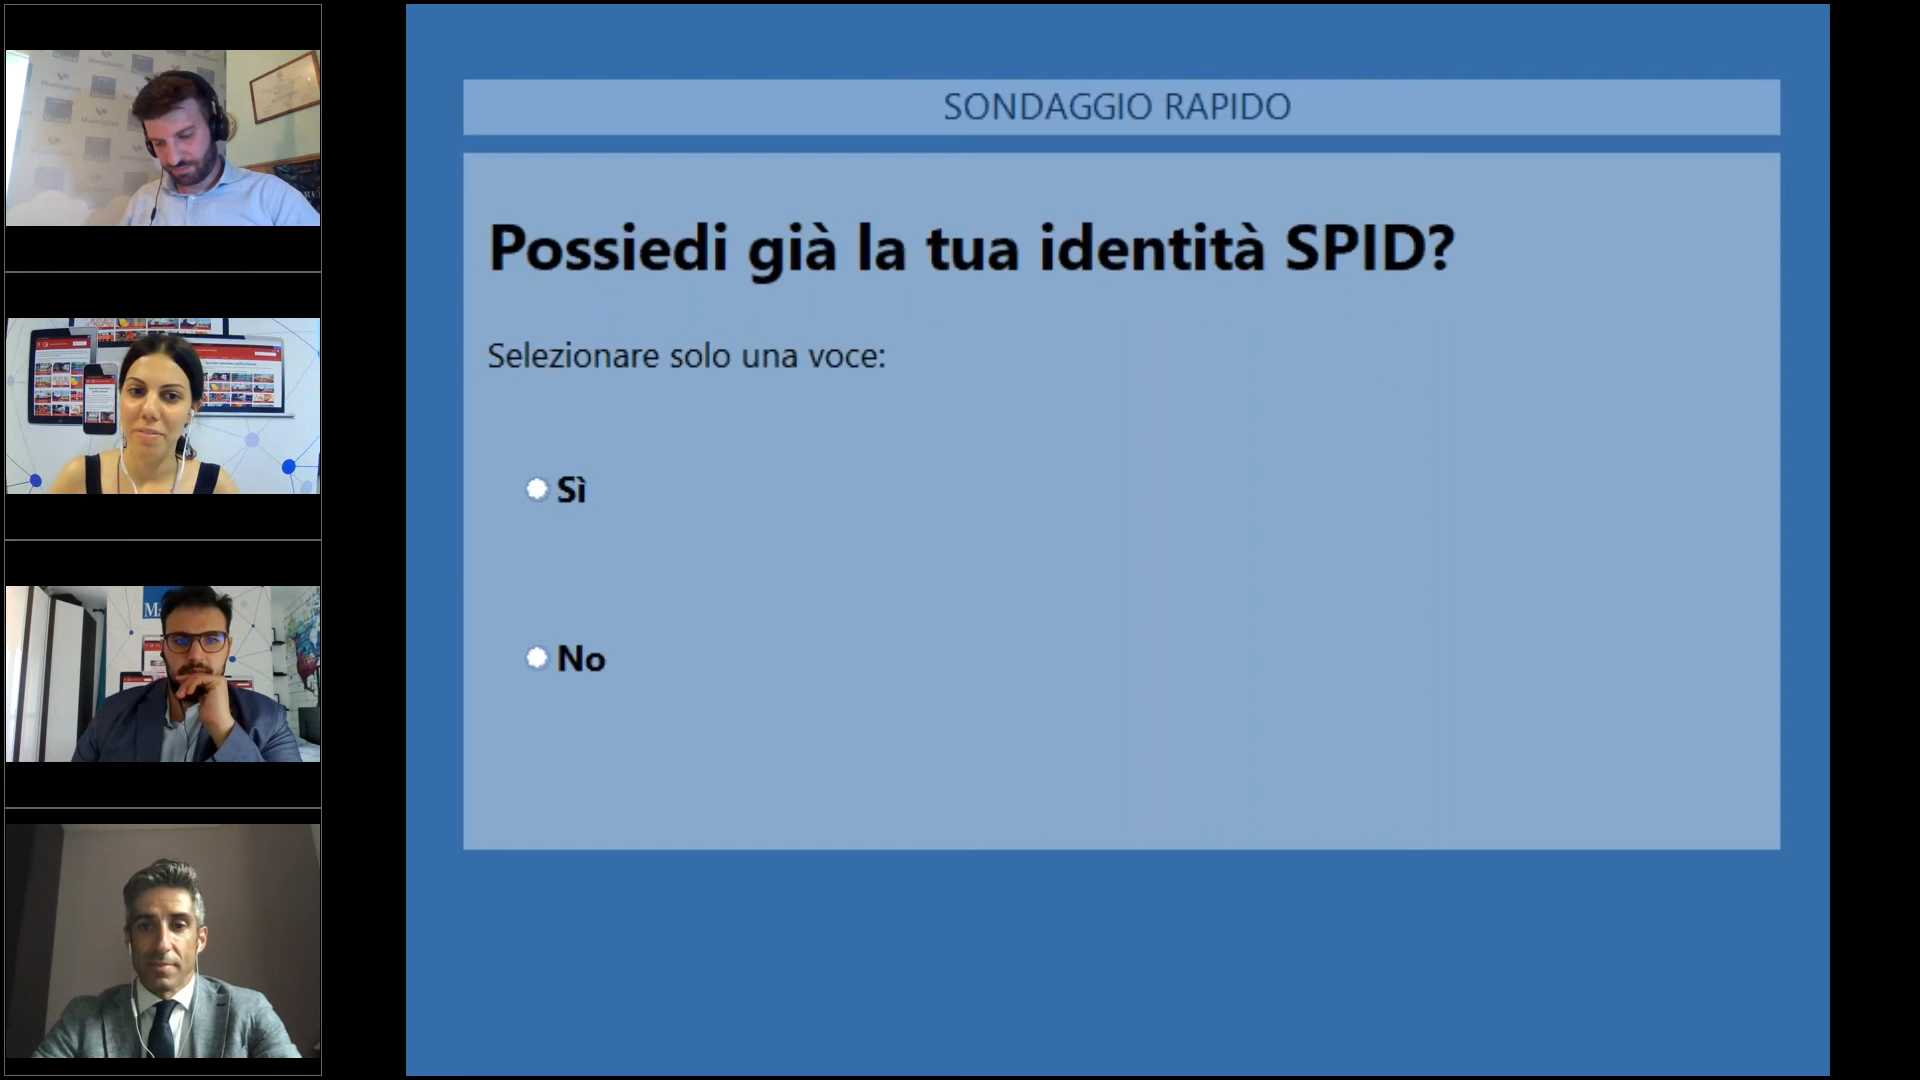 SONDAGGIO RAPIDO
Possiedi già la tua identità SPID?
Selezionare solo una voce:
Sì
No